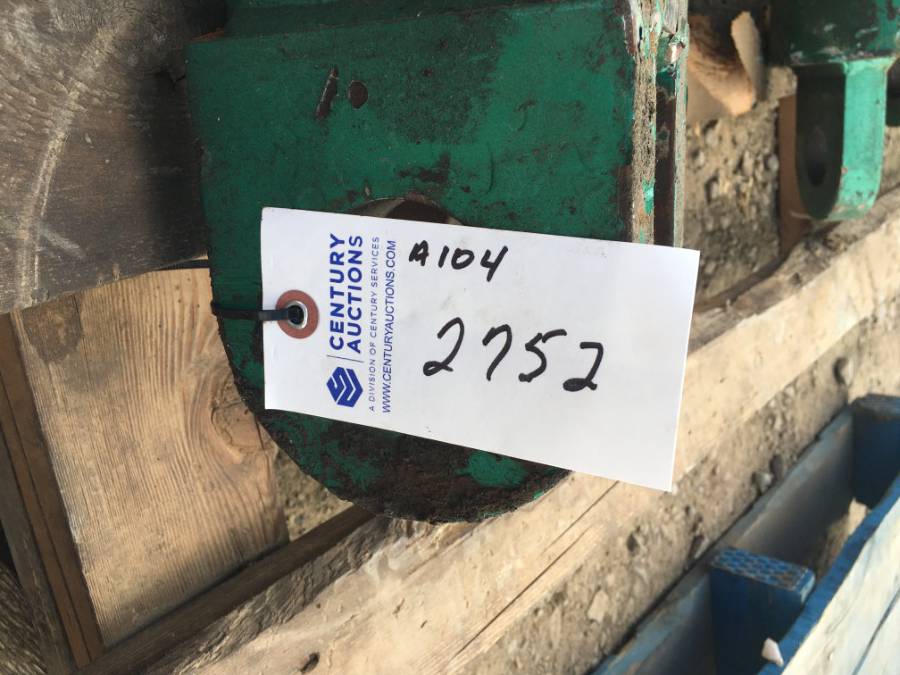 CENTURY
AUCTIONS
A DIVISION OF CENTURY SERVICES
WWW.CENTURYAUCTIONS.COM
A104
2752